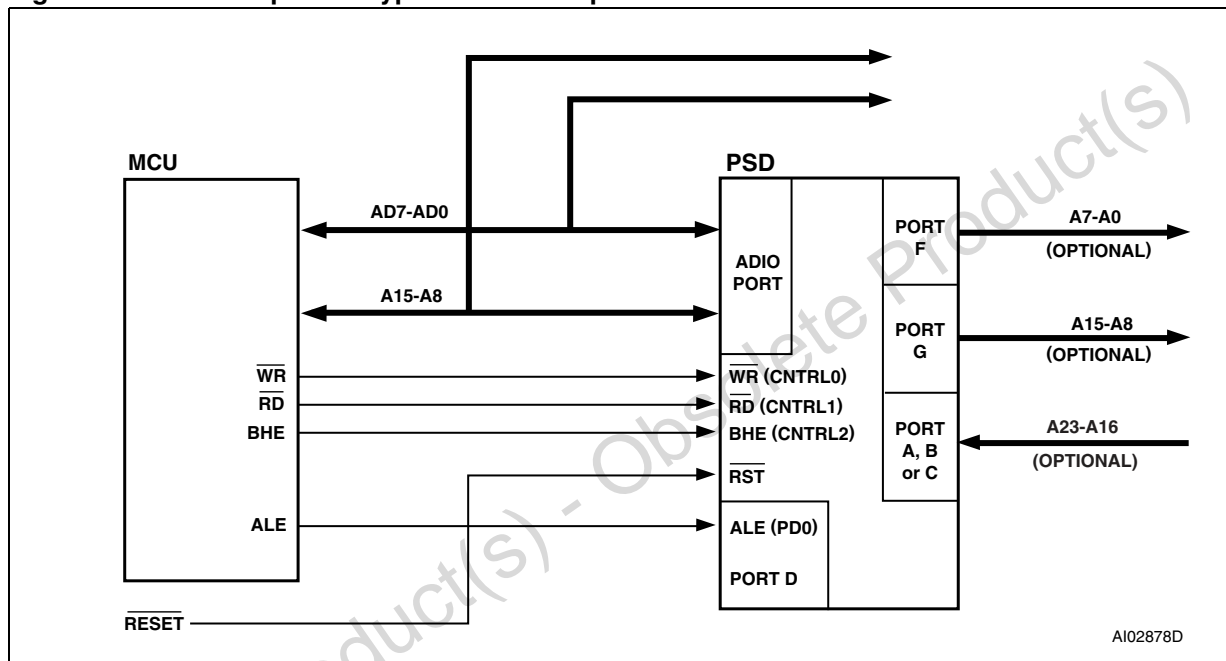 MCU
PSD
AD7-AD0
A15-A8
WR
RD
BHE
ALE
RESET
ADIO
PORT
WR (CNTRL0)
RD (CNTRL1)
BHE (CNTRL2)
RST
ALE (PD0)
PORT D
PORT
F
PORT
G
PORT
A, B
or C
A7-A0
(OPTIONAL)
A15-A8
(OPTIONAL)
A23-A16
(OPTIONAL)
AI02878D
Product(s) - Obsolete Product(s)